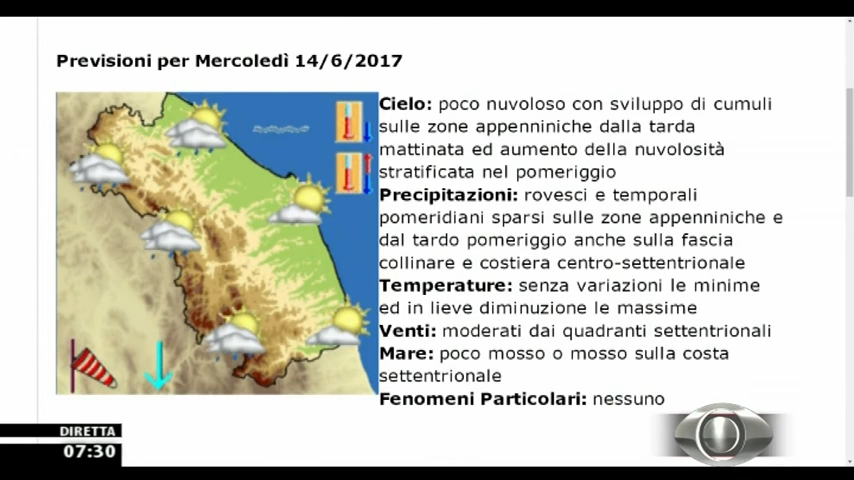 Previsioni per Mercoledì 14/6/2017
Cielo: poco nuvoloso con sviluppo di cumuli
sulle zone appenniniche dalla tarda
mattinata ed aumento della nuvolosità
stratificata nel pomeriggio
Precipitazioni: rovesci e temporali
pomeridiani sparsi sulle zone appenniniche e
dal tardo pomeriggio anche sulla fascia
collinare e costiera centro-settentrionale
Temperature: senza variazioni le minime
ed in lieve diminuzione le massime
Venti: moderati dai quadranti settentrionali
Mare: poco mosso o mosso sulla costa
settentrionale
Fenomeni Particolari: nessuno
DIRETTA
07:30